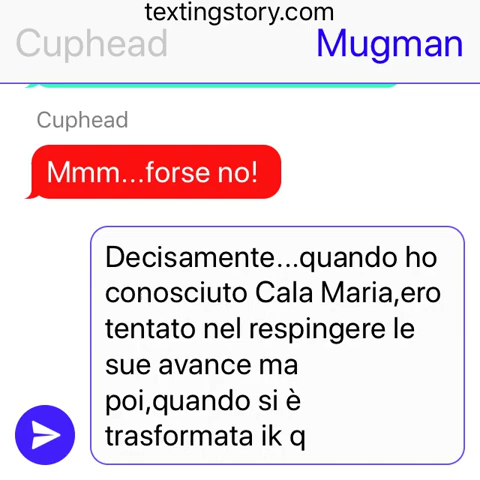 textingstory.com
Cuphead
Mugman
Cuphead
Mmm...forse no!
Decisamente...quando ho
conosciuto Cala Maria,ero
tentato nel respingere le
sue avance ma
poi,quando si è
trasformata ik q